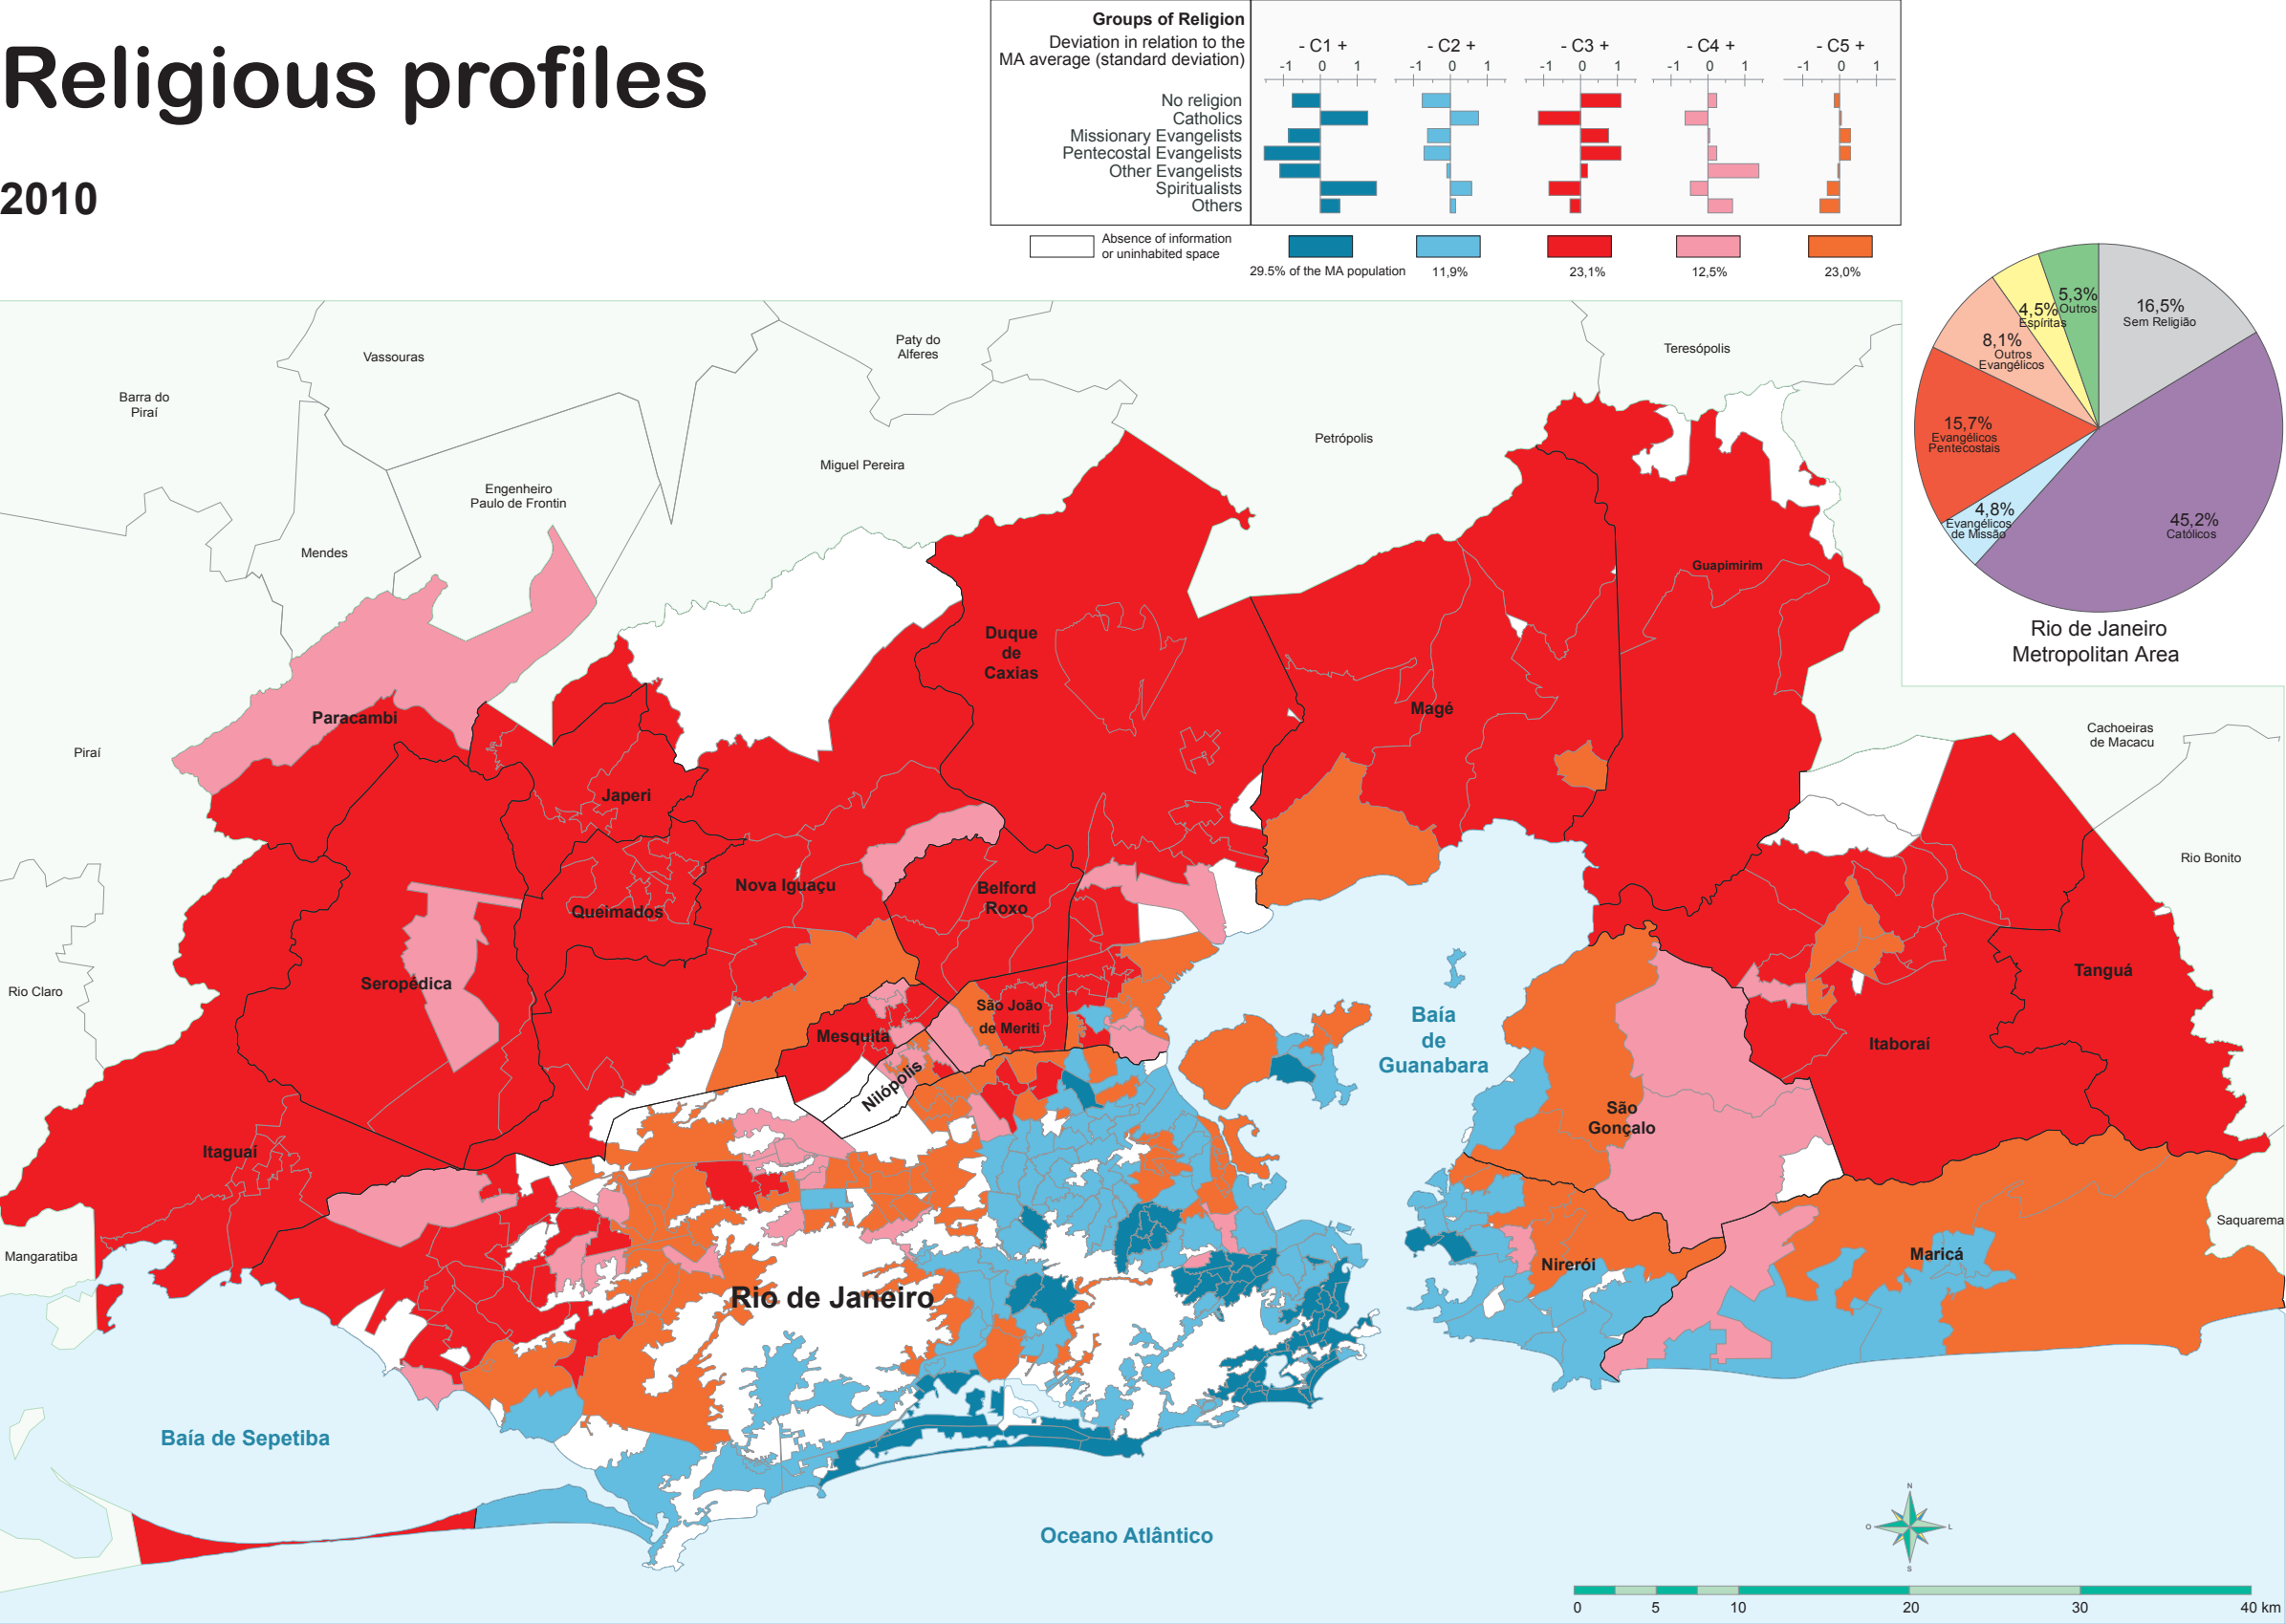 Religious profiles
2010
Groups of Religion
Deviation in relation to the
MA average (standard deviation)
- C1 +
- C2 +
- C3 +
- C4 +
- C5 +
-1 0 1
-1 0 1
-1 0 1
-1 0 1
-1 0 1
No religion
Catholics
Missionary Evangelists
Pentecostal Evangelists
Other Evangelists
Spiritualists
Others
Absence of information
or uninhabited space
29.5% of the MA population
11,9%
23,1%
12,5%
23,0%
16,5%
Sem Religião
45,2%
Católicos
4,8%
Evangélicos
de Missão
15,7%
Evangélicos
Pentecostais
8,1%
Outros
Evangélicos
4,5%
Espíritas
5,3%
Outros
Rio de Janeiro
Metropolitan Area
Vassouras
Paty do
Alferes
Teresópolis
Barra do
Piraí
Petrópolis
Miguel Pereira
Engenheiro
Paulo de Frontin
Mendes
Guapimirim
Duque
de
Caxias
Paracambi
Magé
Piraí
Cachoeiras
de Macacu
Japeri
Rio Bonito
Nova Iguaçu
Belford
Roxo
Queimados
Seropédica
Tanguá
Rio Claro
São João
de Meriti
Mesquita
Baía
de
Guanabara
Itaboraí
Nilópolis
São
Gonçalo
Itaguaí
Saquarema
Mangaratiba
Nirerói
Maricá
Rio de Janeiro
Baía de Sepetiba
Oceano Atlântico
N
O
L
S
0 5 10 20 30 40 km